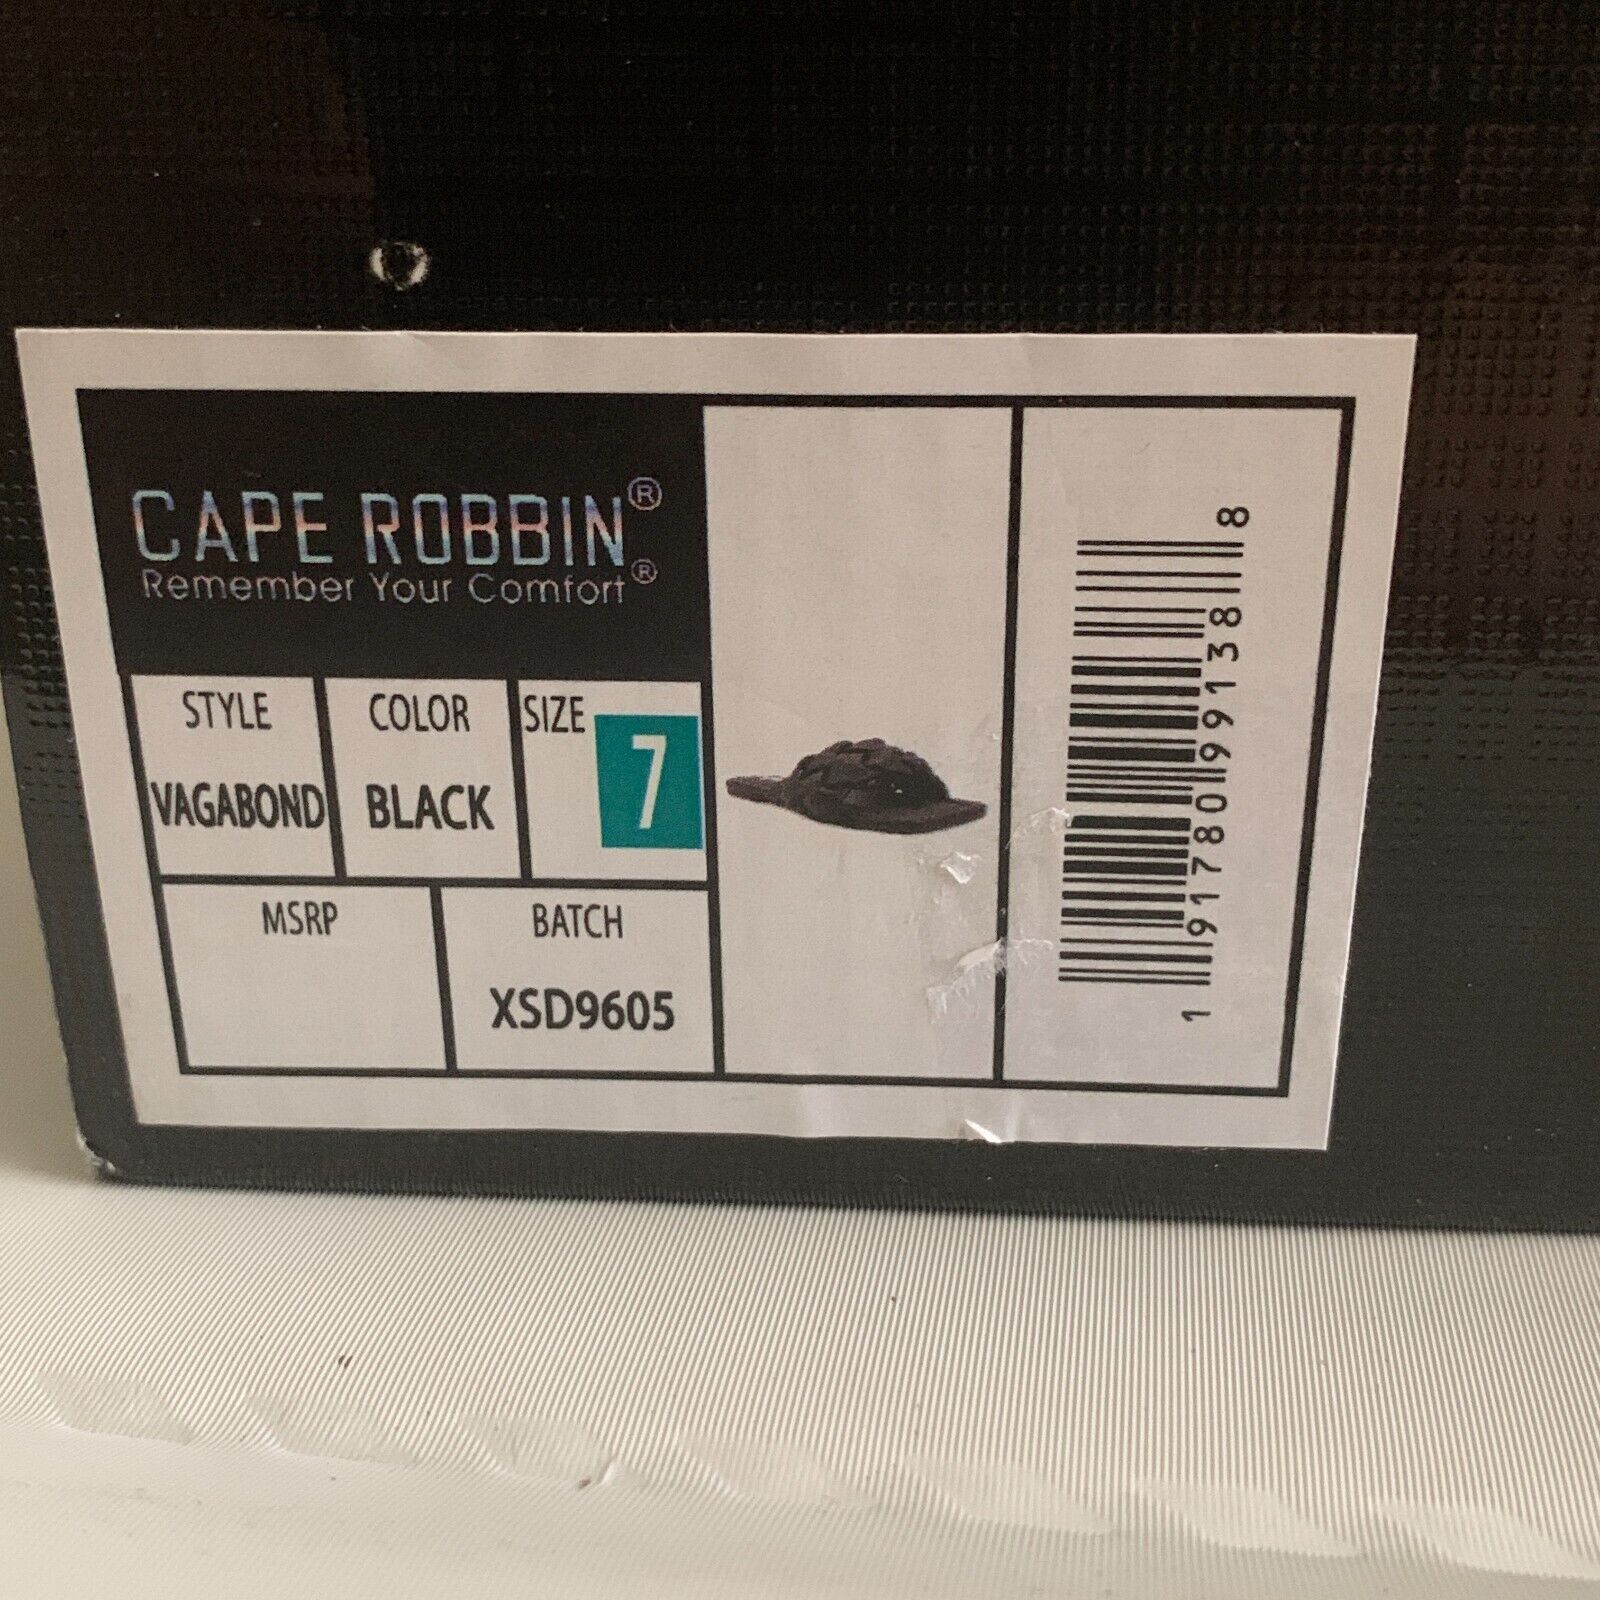 CAPE ROBBIN®
Remember Your Comfort®
STYLE
VAGABOND
COLOR
BLACK
SIZE
7
MSRP
BATCH
XSD9605
1 91780 99138 8